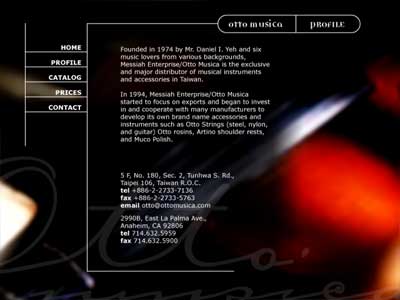 otto musica
PROFILE
HOME
PROFILE
CATALOG
PRICES
CONTACT
Founded in 1974 by Mr. Daniel I. Yeh and six
music lovers from various backgrounds,
Messiah Enterprise/Otto Musica is the exclusive
and major distributor of musical instruments
and accessories in Taiwan.
In 1994, Messiah Enterprise/Otto Musica
started to focus on exports and began to invest
in and cooperate with many manufacturers to
develop its own brand name accessories and
instruments such as Otto Strings (steel, nylon,
and guitar) Otto rosins, Artino shoulder rests,
and Muco Polish.
5 F, No. 180, Sec. 2, Tunhwa S. Rd.,
Taipei 106, Taiwan R.O.C.
tel +886-2-2733-7136
fax +886-2-2733-5763
email otto@ottomusica.com
2990B, East La Palma Ave.,
Anaheim, CA 92806
tel 714.632.5959
fax 714.632.5900
Otto
musica